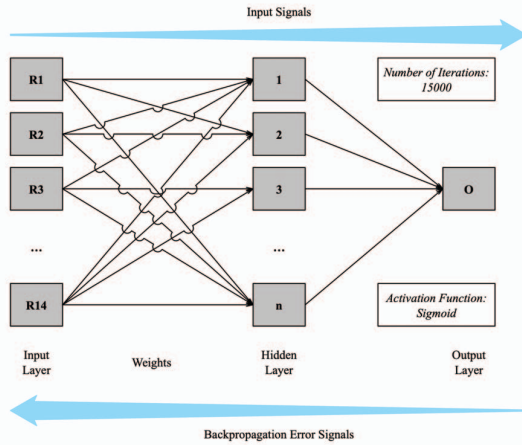 Input Signals
R1
1
Number of Iterations:
15000
R2
2
R3
3
O
...
...
R14
n
Activation Function:
Sigmoid
Input
Layer
Weights
Hidden
Layer
Output
Layer
Backpropagation Error Signals